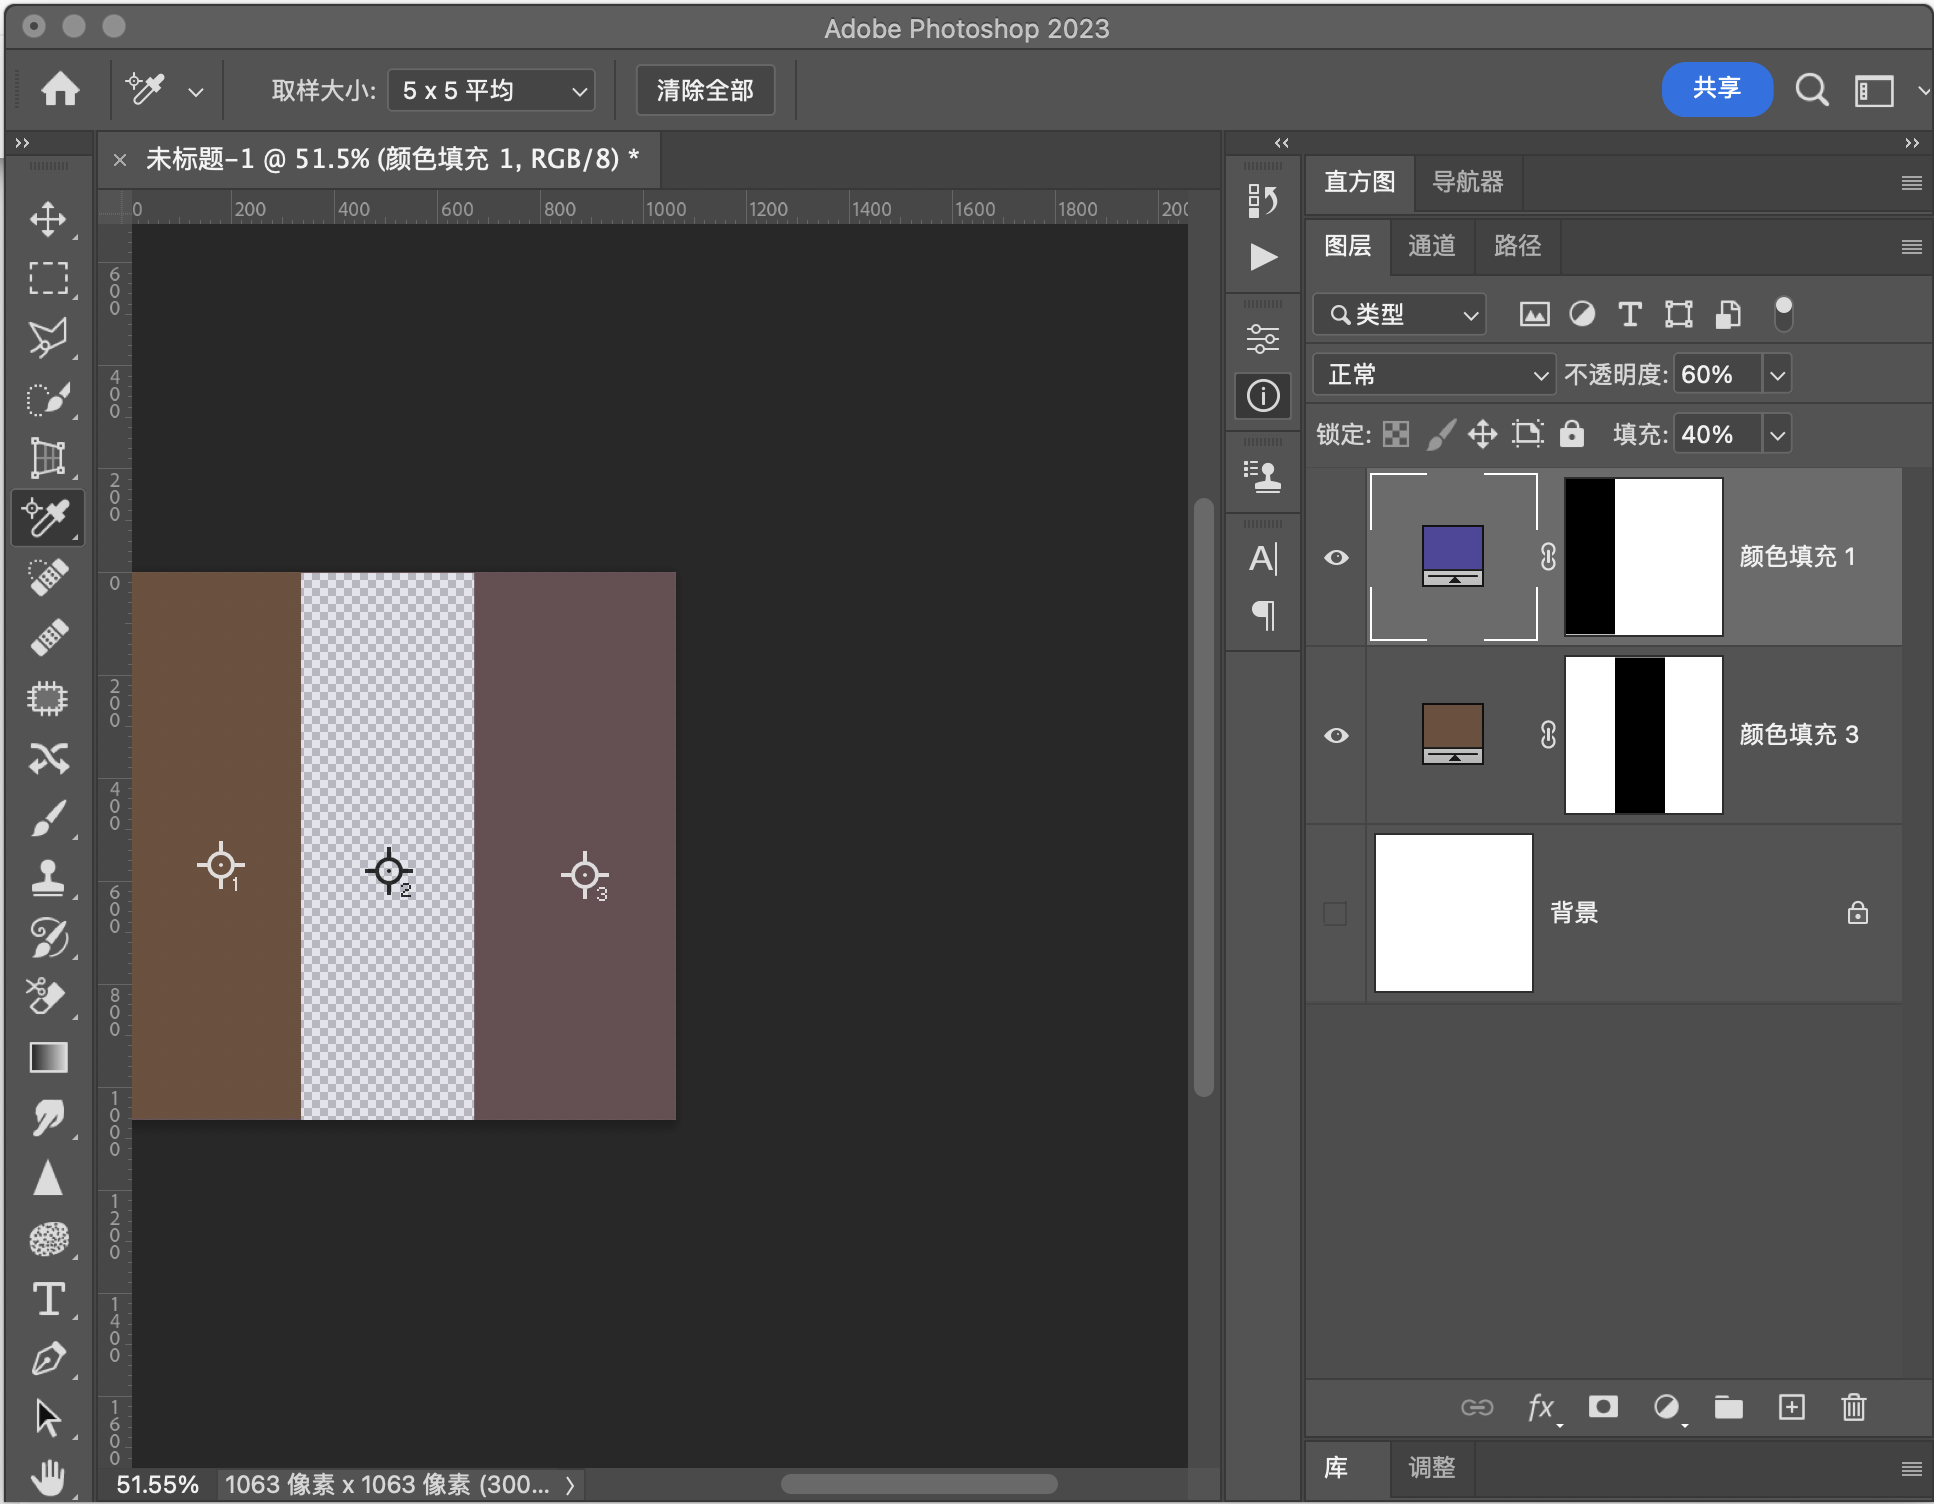 Adobe Photoshop 2023
取样大小: 5 x 5 平均 清除全部 共享
× 未标题-1 @ 51.5% (颜色填充 1, RGB/8) *
0 200 400 600 800 1000 1200 1400 1600 1800 200
600
400
200
0
200
400
600
800
1000
1200
1400
1600
1
2
3
51.55% 1063 像素 x 1063 像素 (300...
直方图 导航器
图层 通道 路径
类型
正常 不透明度: 60%
锁定: 填充: 40%
颜色填充 1
颜色填充 3
背景
fx
库 调整